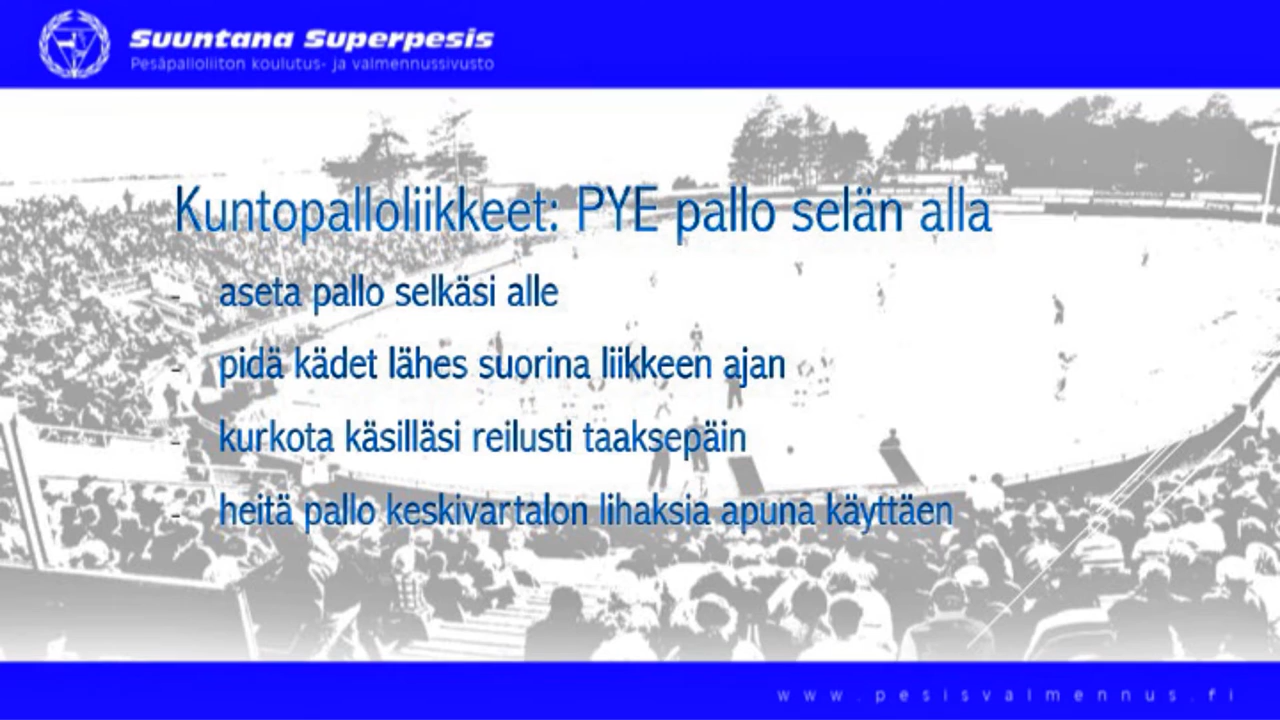 Suuntana Superpesis
Pesäpalloliiton koulutus- ja valmennussivusto
Kuntopalloliikkeet: PYE pallo selän alla
- aseta pallo selkäsi alle
- pidä kädet lähes suorina liikkeen ajan
- kurkota käsilläsi reilusti taaksepäin
- heitä pallo keskivartalon lihaksia apuna käyttäen
www.pesisvalmennus.fi